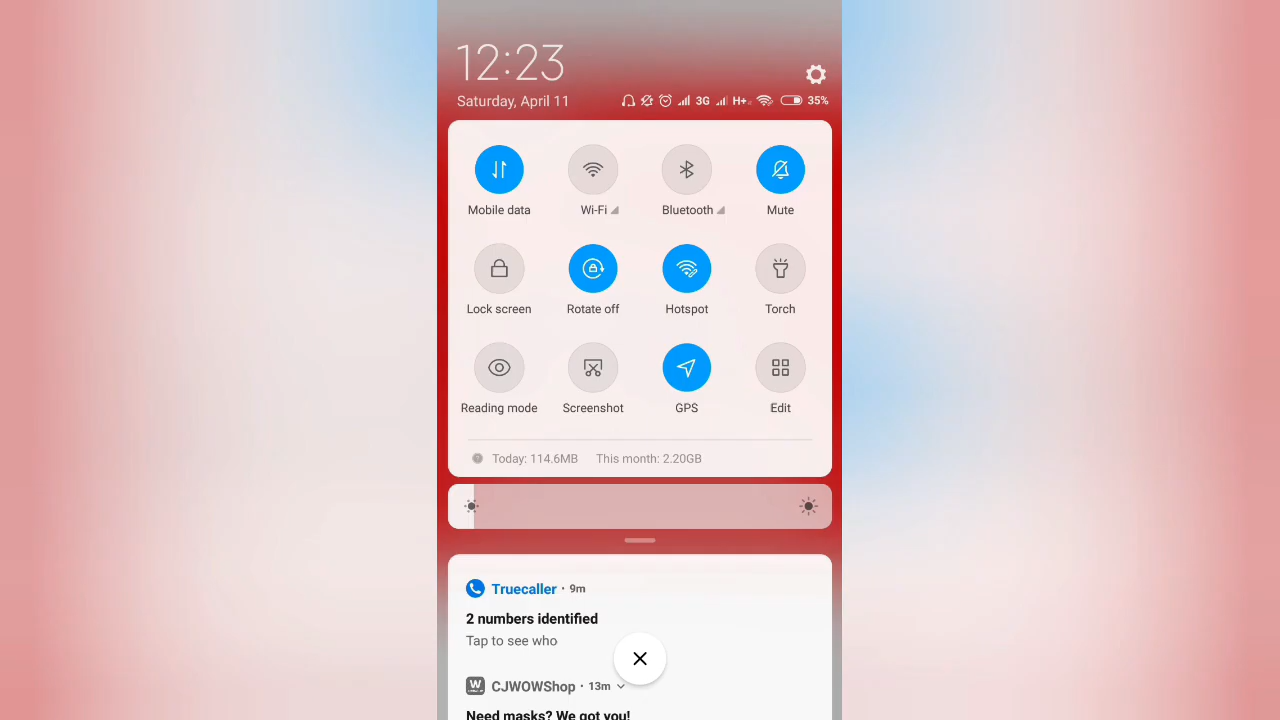 12:23
Saturday, April 11
3G H+ 35%
Mobile data
Wi-Fi
Bluetooth
Mute
Lock screen
Rotate off
Hotspot
Torch
Reading mode
Screenshot
GPS
Edit
Today: 114.6MB This month: 2.20GB
Truecaller · 9m
2 numbers identified
Tap to see who
W CJWOWShop · 13m
Need masks? We got you!